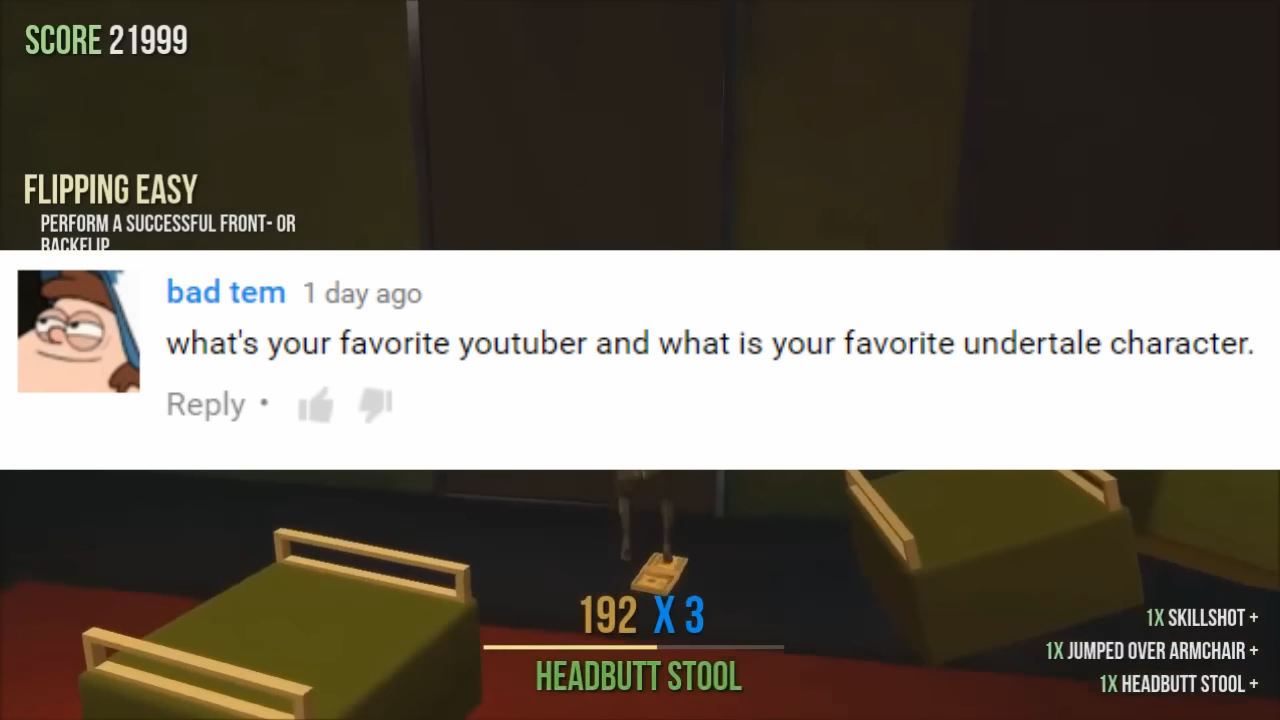 SCORE 21999
FLIPPING EASY
PERFORM A SUCCESSFUL FRONT- OR
BACKFLIP
bad tem 1 day ago
what's your favorite youtuber and what is your favorite undertale character.
Reply •
192 X 3
HEADBUTT STOOL
1X SKILLSHOT +
1X JUMPED OVER ARMCHAIR +
1X HEADBUTT STOOL +